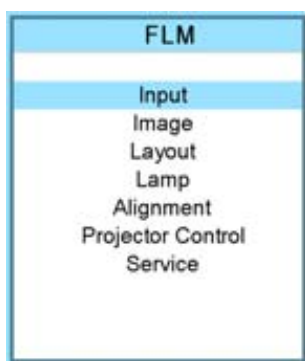 FLM
Input
Image
Layout
Lamp
Alignment
Projector Control
Service